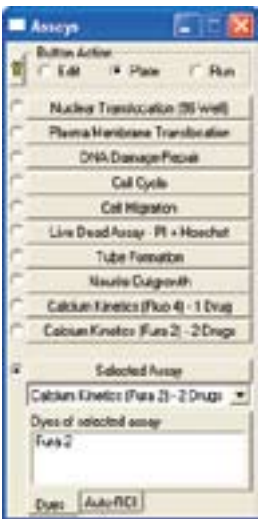 Assays
Button Action
Edit Place Run
Nuclear Translocation (96 well)
Plasma Membrane Translocation
DNA Damage Repair
Cell Cycle
Cell Migration
Live Dead Assay - PI + Hoechst
Tube Formation
Neurite Outgrowth
Calcium Kinetics (Fluo 4) - 1 Drug
Calcium Kinetics (Fura 2) - 2 Drugs
Selected Assay
Calcium Kinetics (Fura 2) - 2 Drugs
Dyes of selected assay
Fura 2
Dyes Auto-ROI